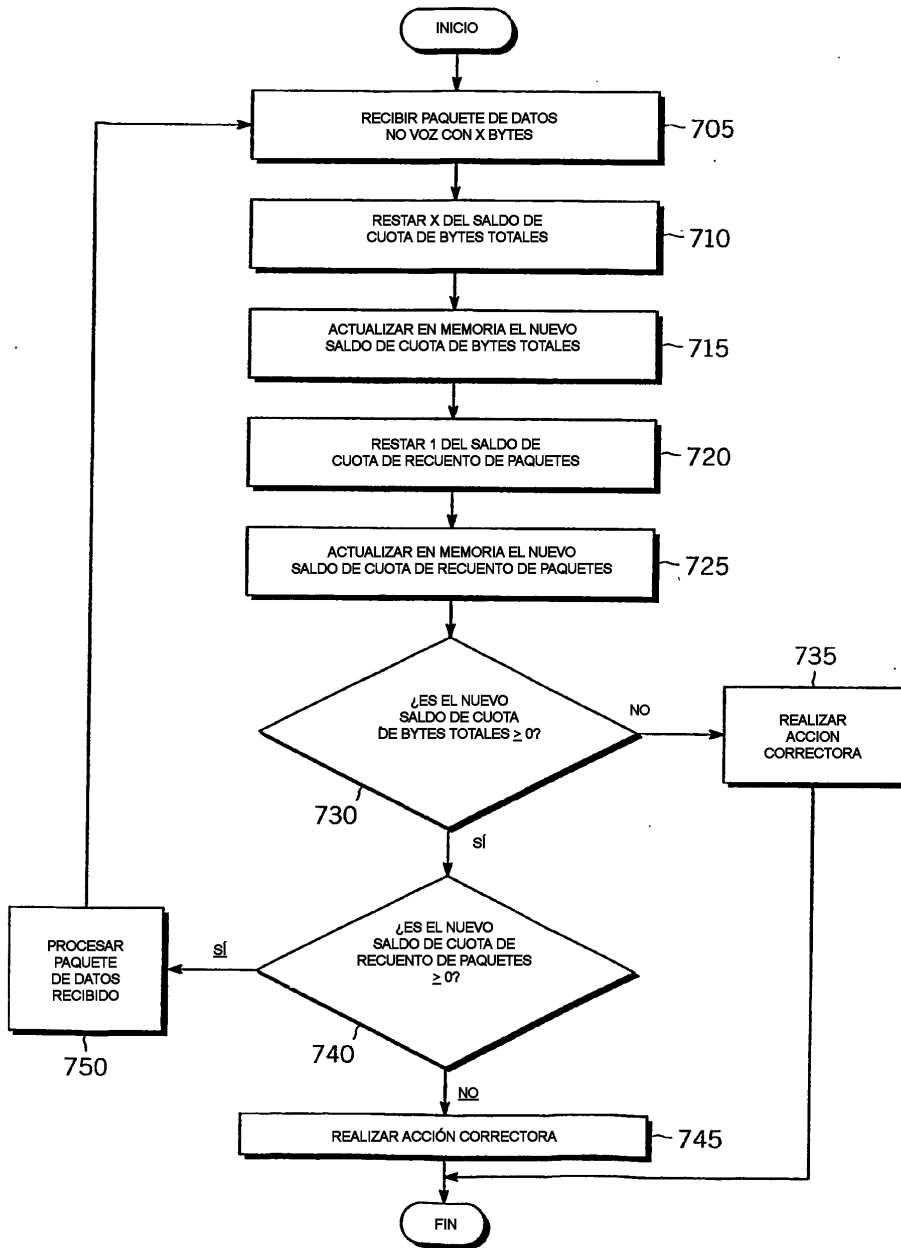 INICIO
RECIBIR PAQUETE DE DATOS
NO VOZ CON X BYTES
705
RESTAR X DEL SALDO DE
CUOTA DE BYTES TOTALES
710
ACTUALIZAR EN MEMORIA EL NUEVO
SALDO DE CUOTA DE BYTES TOTALES
715
RESTAR 1 DEL SALDO DE
CUOTA DE RECUENTO DE PAQUETES
720
ACTUALIZAR EN MEMORIA EL NUEVO
SALDO DE CUOTA DE RECUENTO DE PAQUETES
725
¿ES EL NUEVO
SALDO DE CUOTA
DE BYTES TOTALES ≥ 0?
730
NO
735
REALIZAR
ACCION
CORRECTORA
SÍ
¿ES EL NUEVO
SALDO DE CUOTA DE
RECUENTO DE PAQUETES
≥ 0?
740
SÍ
PROCESAR
PAQUETE
DE DATOS
RECIBIDO
750
NO
REALIZAR ACCIÓN CORRECTORA
745
FIN